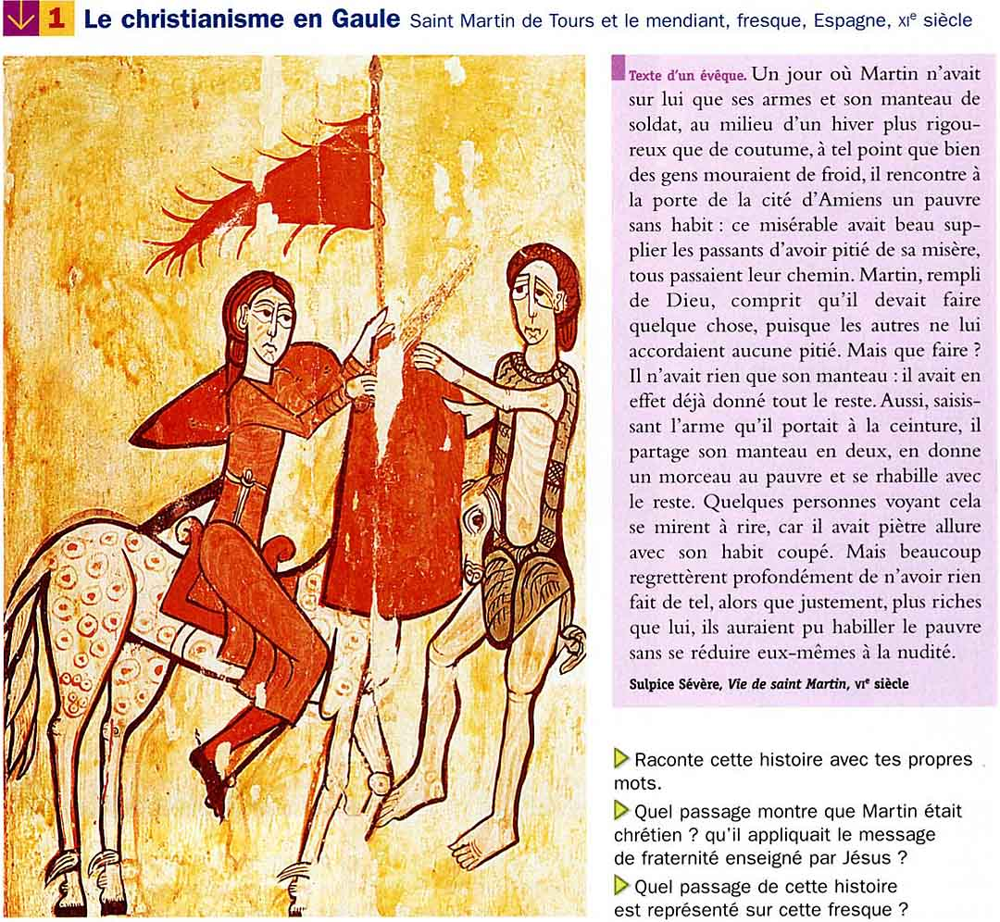 1 Le christianisme en Gaule Saint Martin de Tours et le mendiant, fresque, Espagne, XIe siècle
Texte d'un évêque. Un jour où Martin n'avait
sur lui que ses armes et son manteau de
soldat, au milieu d'un hiver plus rigou-
reux que de coutume, à tel point que bien
des gens mouraient de froid, il rencontre à
la porte de la cité d'Amiens un pauvre
sans habit : ce misérable avait beau sup-
plier les passants d'avoir pitié de sa misère,
tous passaient leur chemin. Martin, rempli
de Dieu, comprit qu'il devait faire
quelque chose, puisque les autres ne lui
accordaient aucune pitié. Mais que faire ?
Il n'avait rien que son manteau : il avait en
effet déjà donné tout le reste. Aussi, saisis-
sant l'arme qu'il portait à la ceinture, il
partage son manteau en deux, en donne
un morceau au pauvre et se rhabille avec
le reste. Quelques personnes voyant cela
se mirent à rire, car il avait piètre allure
avec son habit coupé. Mais beaucoup
regrettèrent profondément de n'avoir rien
fait de tel, alors que justement, plus riches
que lui, ils auraient pu habiller le pauvre
sans se réduire eux-mêmes à la nudité.
Sulpice Sévère, Vie de saint Martin, VIe siècle
Raconte cette histoire avec tes propres
mots.
Quel passage montre que Martin était
chrétien ? qu'il appliquait le message
de fraternité enseigné par Jésus ?
Quel passage de cette histoire
est représenté sur cette fresque ?